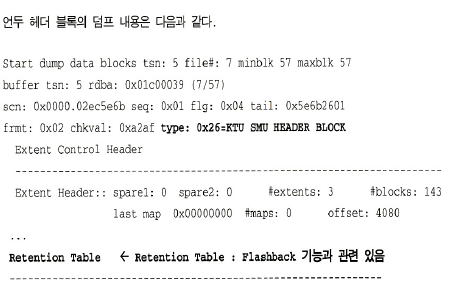 언두 헤더 블록의 덤프 내용은 다음과 같다.
Start dump data blocks tsn: 5 file#: 7 minblk 57 maxblk 57
buffer tsn: 5 rdba: 0x01c00039 (7/57)
scn: 0x0000.02ec5e6b seq: 0x01 flg: 0x04 tail: 0x5e6b2601
frmt: 0x02 chkval: 0xa2af type: 0x26=KTU SMU HEADER BLOCK
Extent Control Header
-----------------------------------------------------------------
Extent Header:: spare1: 0 spare2: 0 #extents: 3 #blocks: 143
last map 0x00000000 #maps: 0 offset: 4080
...
Retention Table ← Retention Table : Flashback 기능과 관련 있음
-----------------------------------------------------------